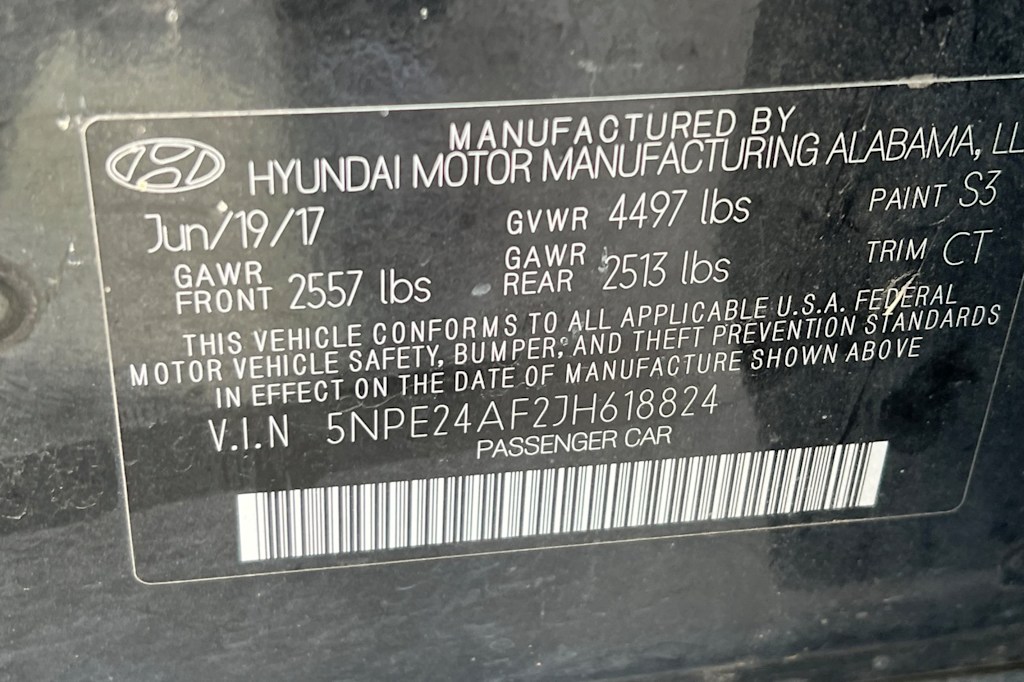 MANUFACTURED BY
HYUNDAI MOTOR MANUFACTURING ALABAMA, LL
Jun/19/17 GVWR 4497 lbs PAINT S3
GAWR FRONT 2557 lbs GAWR REAR 2513 lbs TRIM CT
THIS VEHICLE CONFORMS TO ALL APPLICABLE U.S.A. FEDERAL
MOTOR VEHICLE SAFETY, BUMPER, AND THEFT PREVENTION STANDARDS
IN EFFECT ON THE DATE OF MANUFACTURE SHOWN ABOVE
V.I.N 5NPE24AF2JH618824
PASSENGER CAR